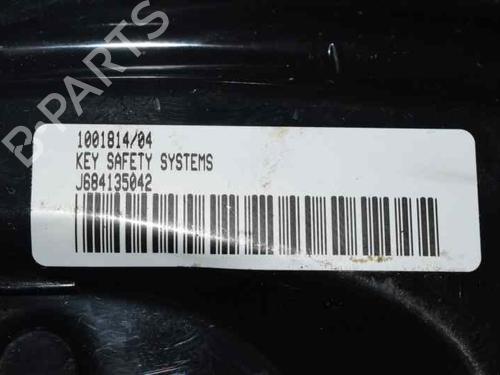 B-PARTS
1001814/04
KEY SAFETY SYSTEMS
J684135042